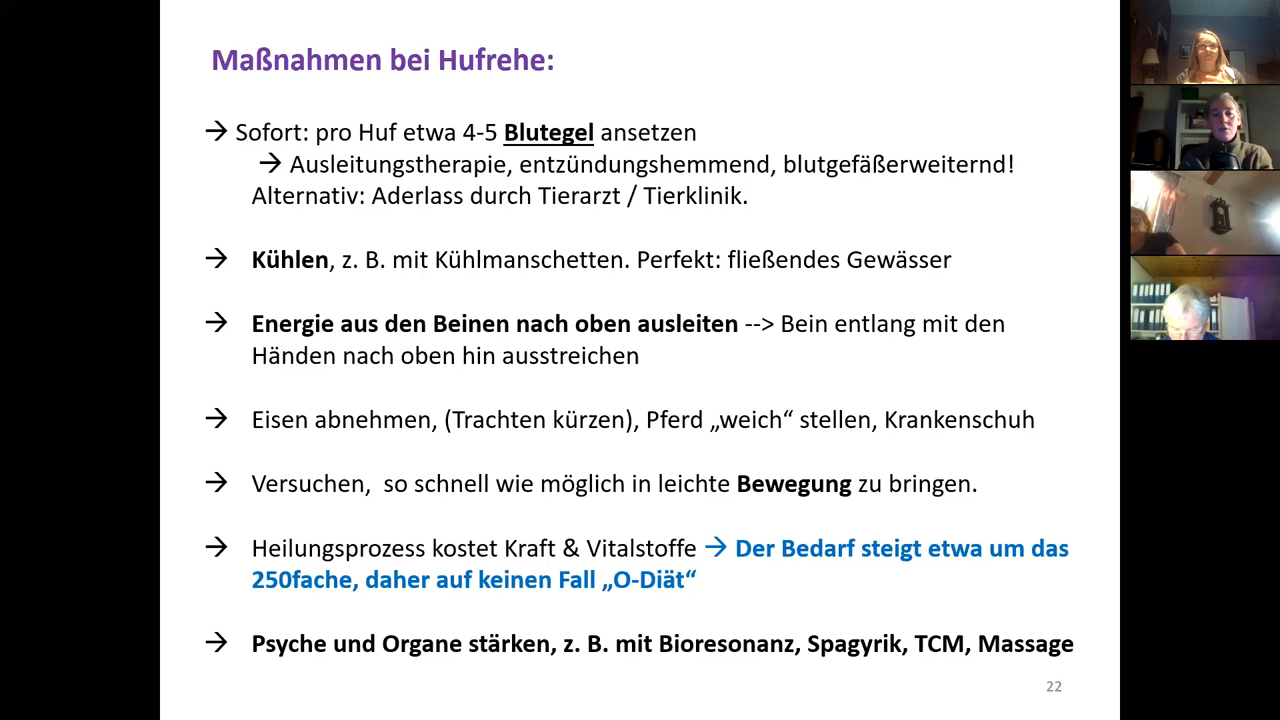 Maßnahmen bei Hufrehe:
→ Sofort: pro Huf etwa 4-5 Blutegel ansetzen
→ Ausleitungstherapie, entzündungshemmend, blutgefäßerweiternd!
Alternativ: Aderlass durch Tierarzt / Tierklinik.
→ Kühlen, z. B. mit Kühlmanschetten. Perfekt: fließendes Gewässer
→ Energie aus den Beinen nach oben ausleiten --> Bein entlang mit den
Händen nach oben hin ausstreichen
→ Eisen abnehmen, (Trachten kürzen), Pferd „weich“ stellen, Krankenschuh
→ Versuchen,  so schnell wie möglich in leichte Bewegung zu bringen.
→ Heilungsprozess kostet Kraft & Vitalstoffe → Der Bedarf steigt etwa um das
250fache, daher auf keinen Fall „O-Diät“
→ Psyche und Organe stärken, z. B. mit Bioresonanz, Spagyrik, TCM, Massage
22